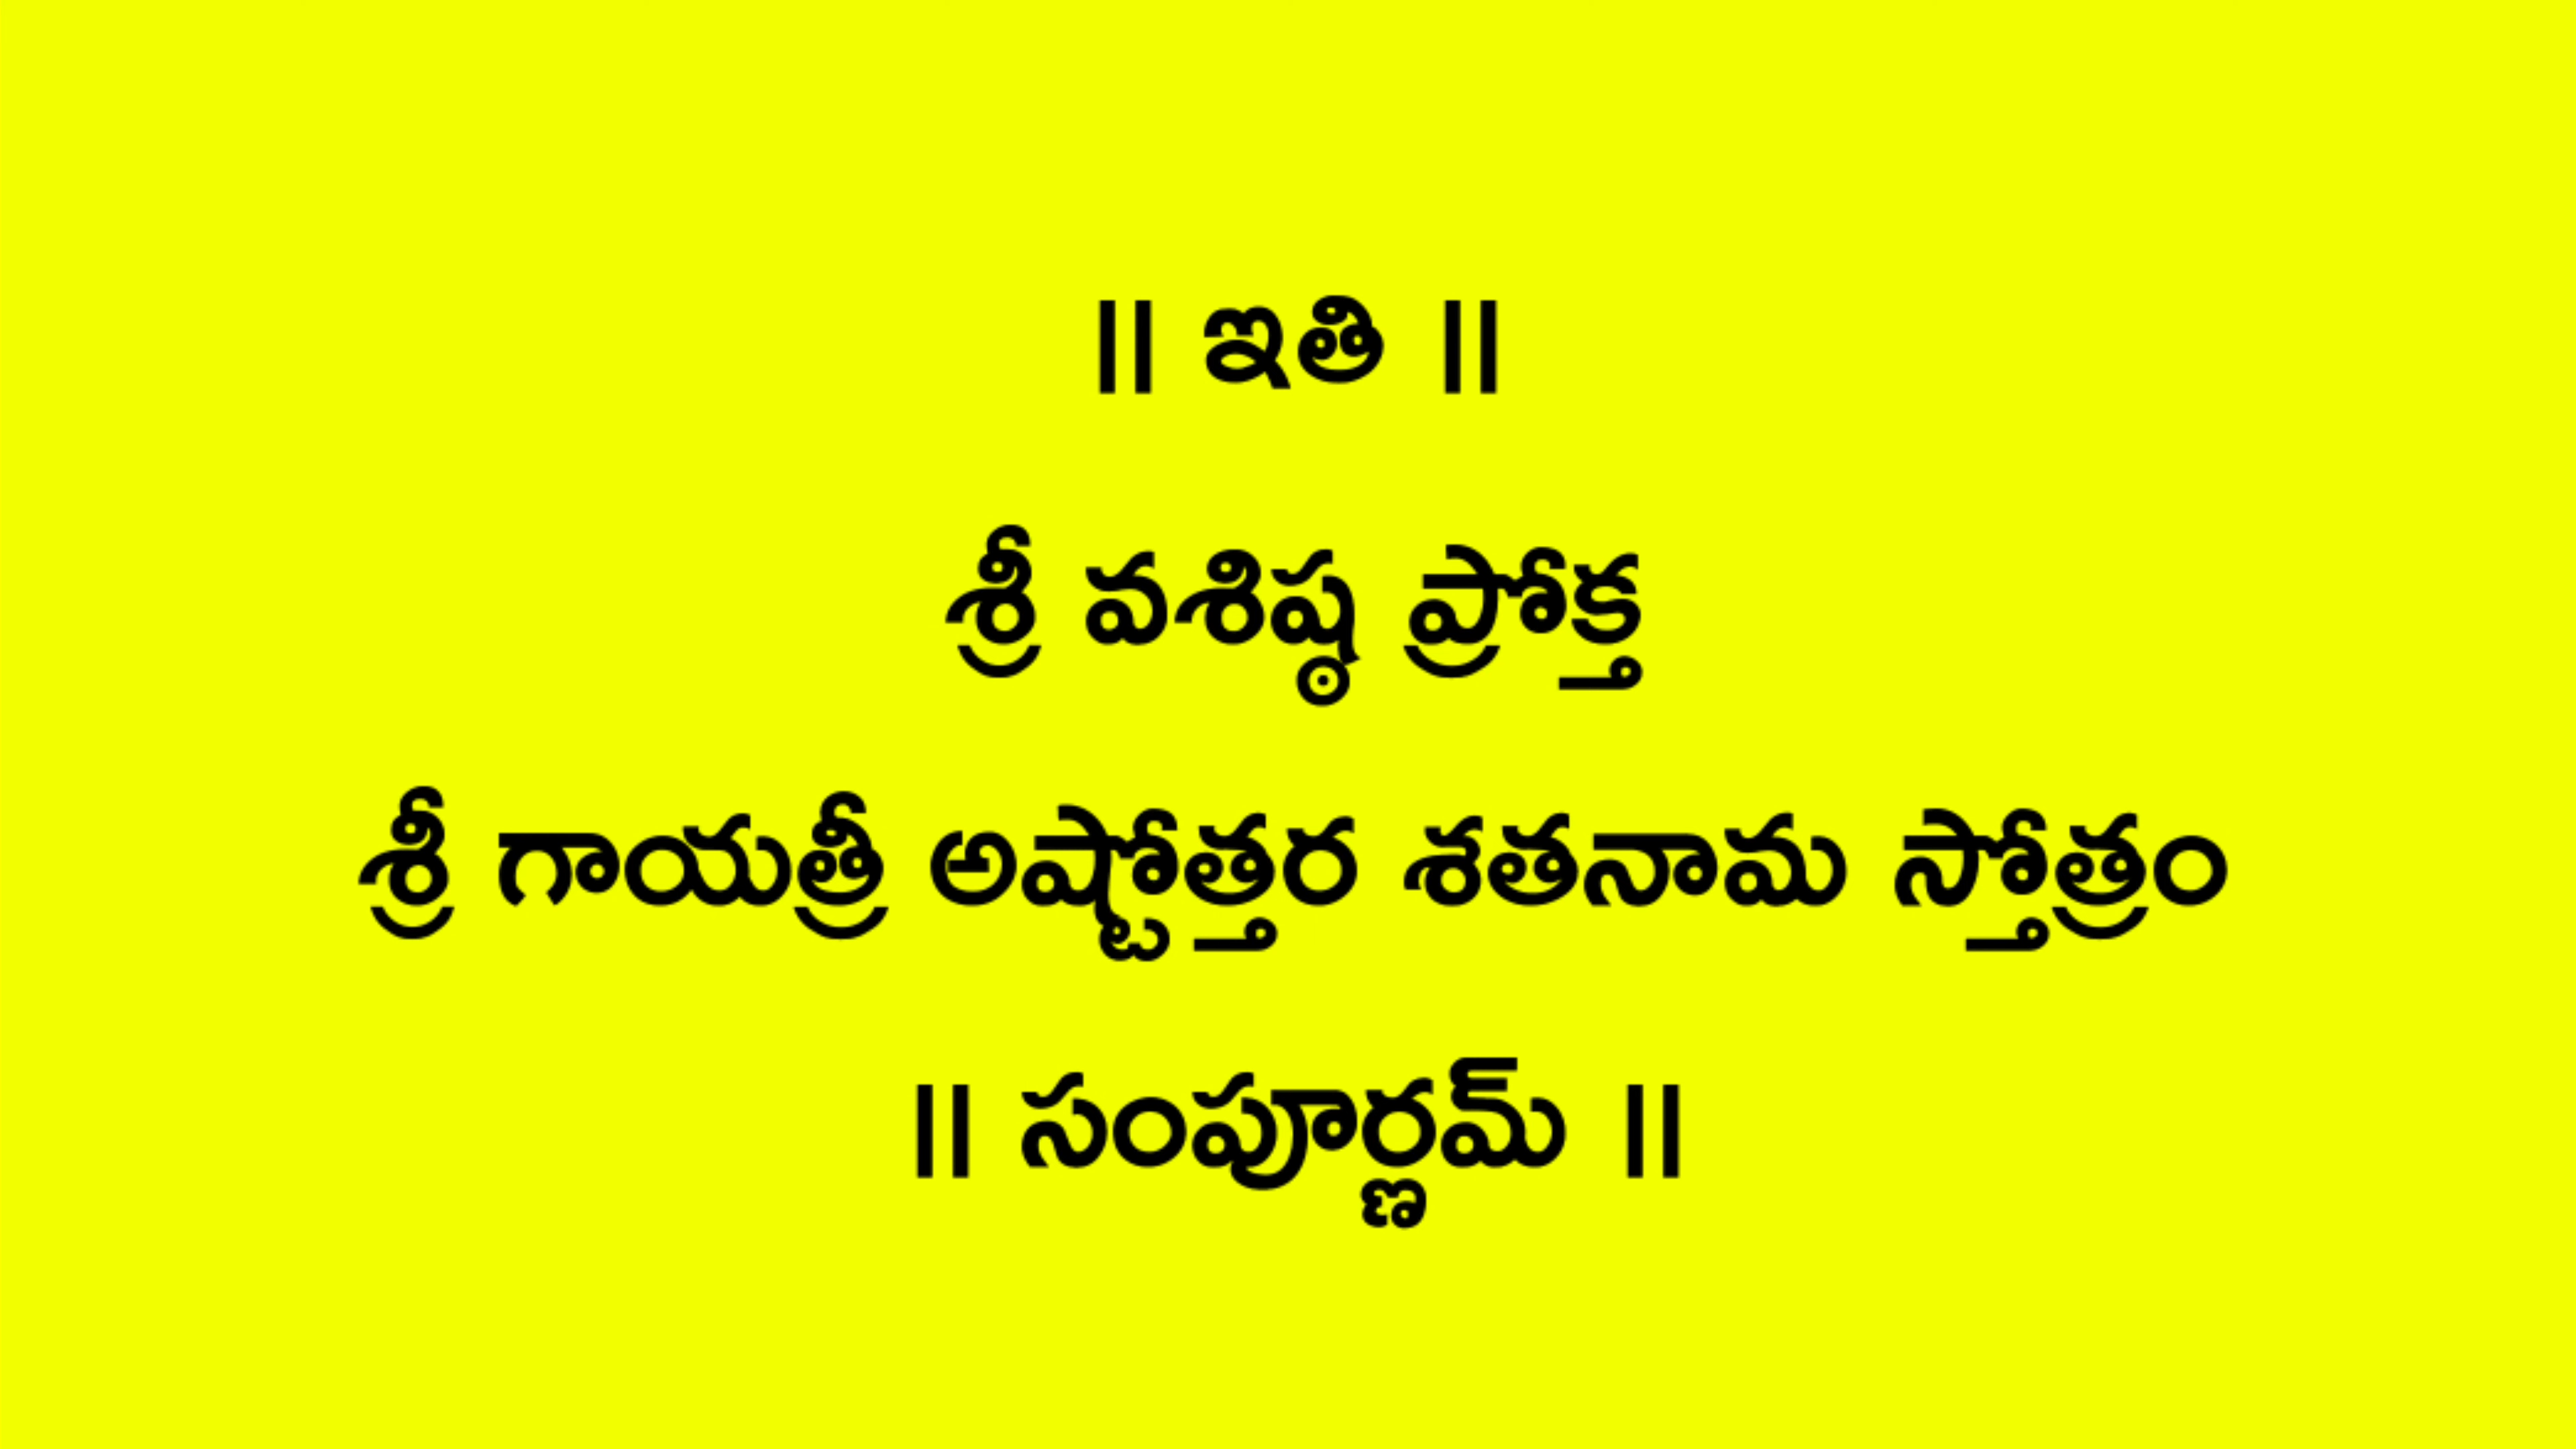 || ఇతి ||
శ్రీ వశిష్ఠ ప్రోక్త
శ్రీ గాయత్రీ అష్టోత్తర శతనామ స్తోత్రం
|| సంపూర్ణమ్ ||